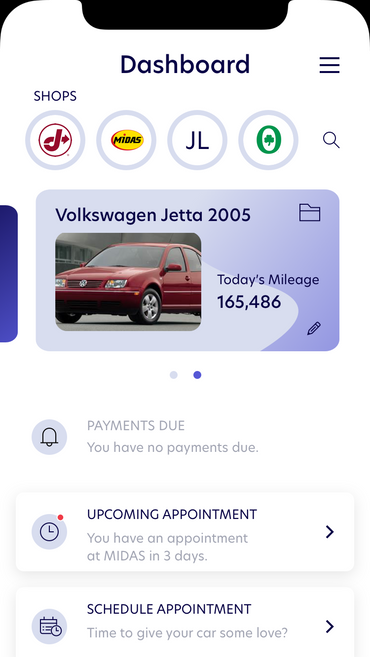 Dashboard
SHOPS
MiDAS
JL
Volkswagen Jetta 2005
Today's Mileage
165,486
PAYMENTS DUE
You have no payments due.
UPCOMING APPOINTMENT
You have an appointment
at MIDAS in 3 days.
SCHEDULE APPOINTMENT
Time to give your car some love?